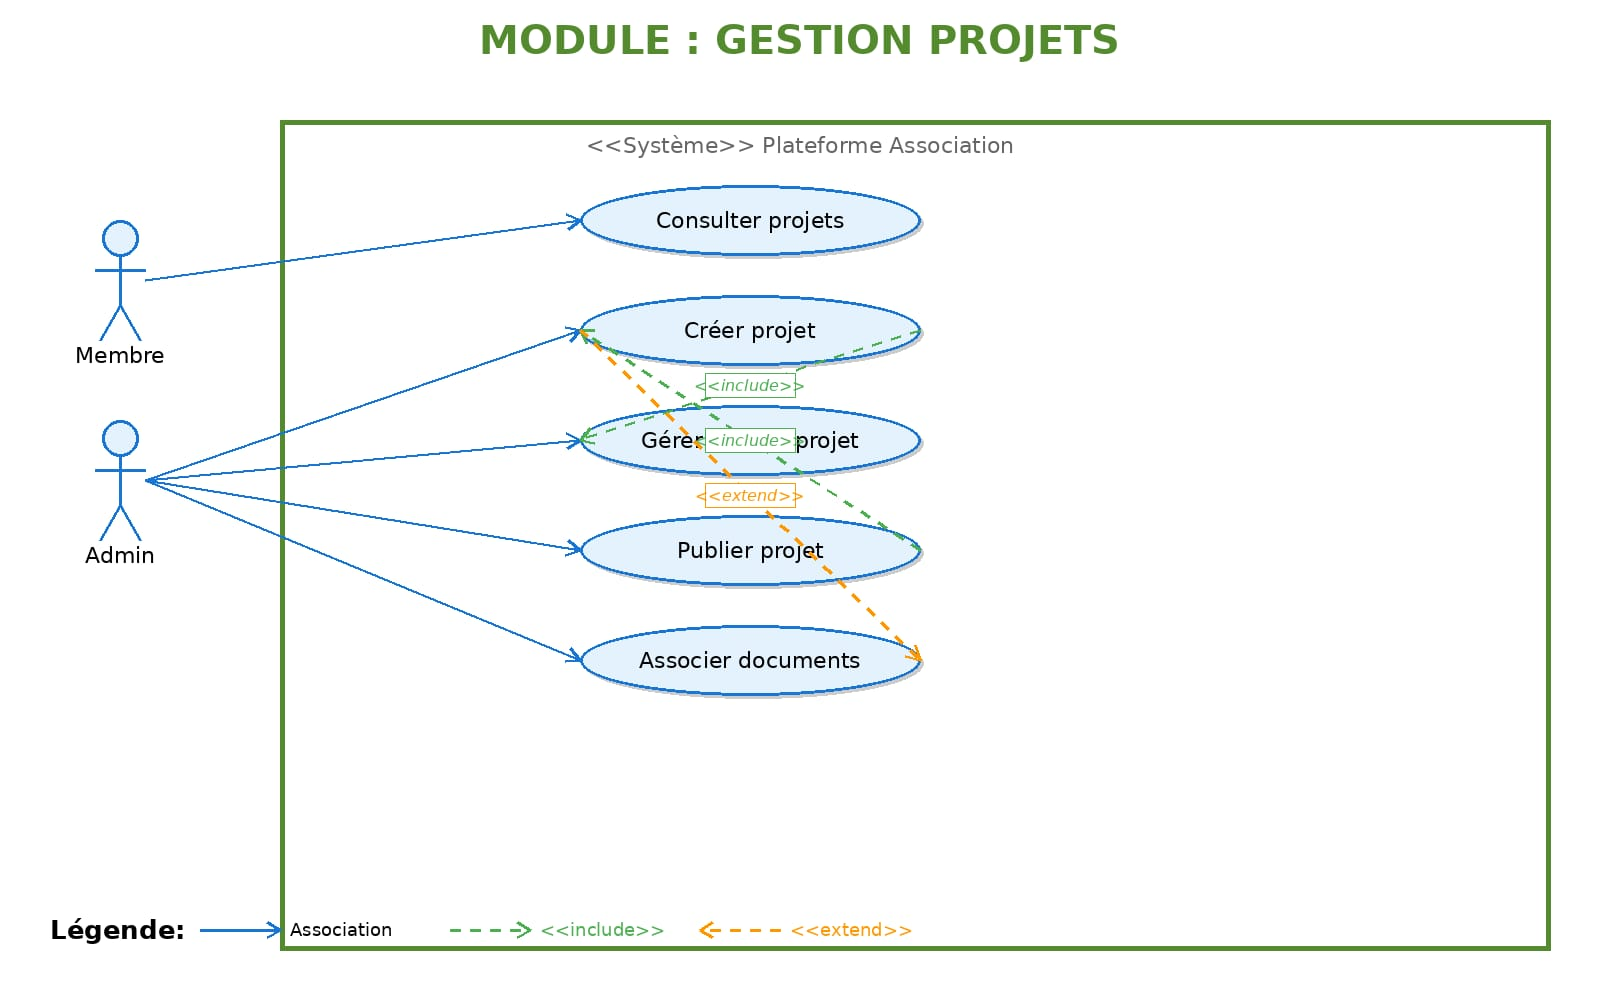 MODULE : GESTION PROJETS
<<Système>> Plateforme Association
Consulter projets
Membre
Créer projet
<<include>>
Gérer projet
<<include>>
<<extend>>
Admin
Publier projet
Associer documents
Légende:
Association
<<include>>
<<extend>>